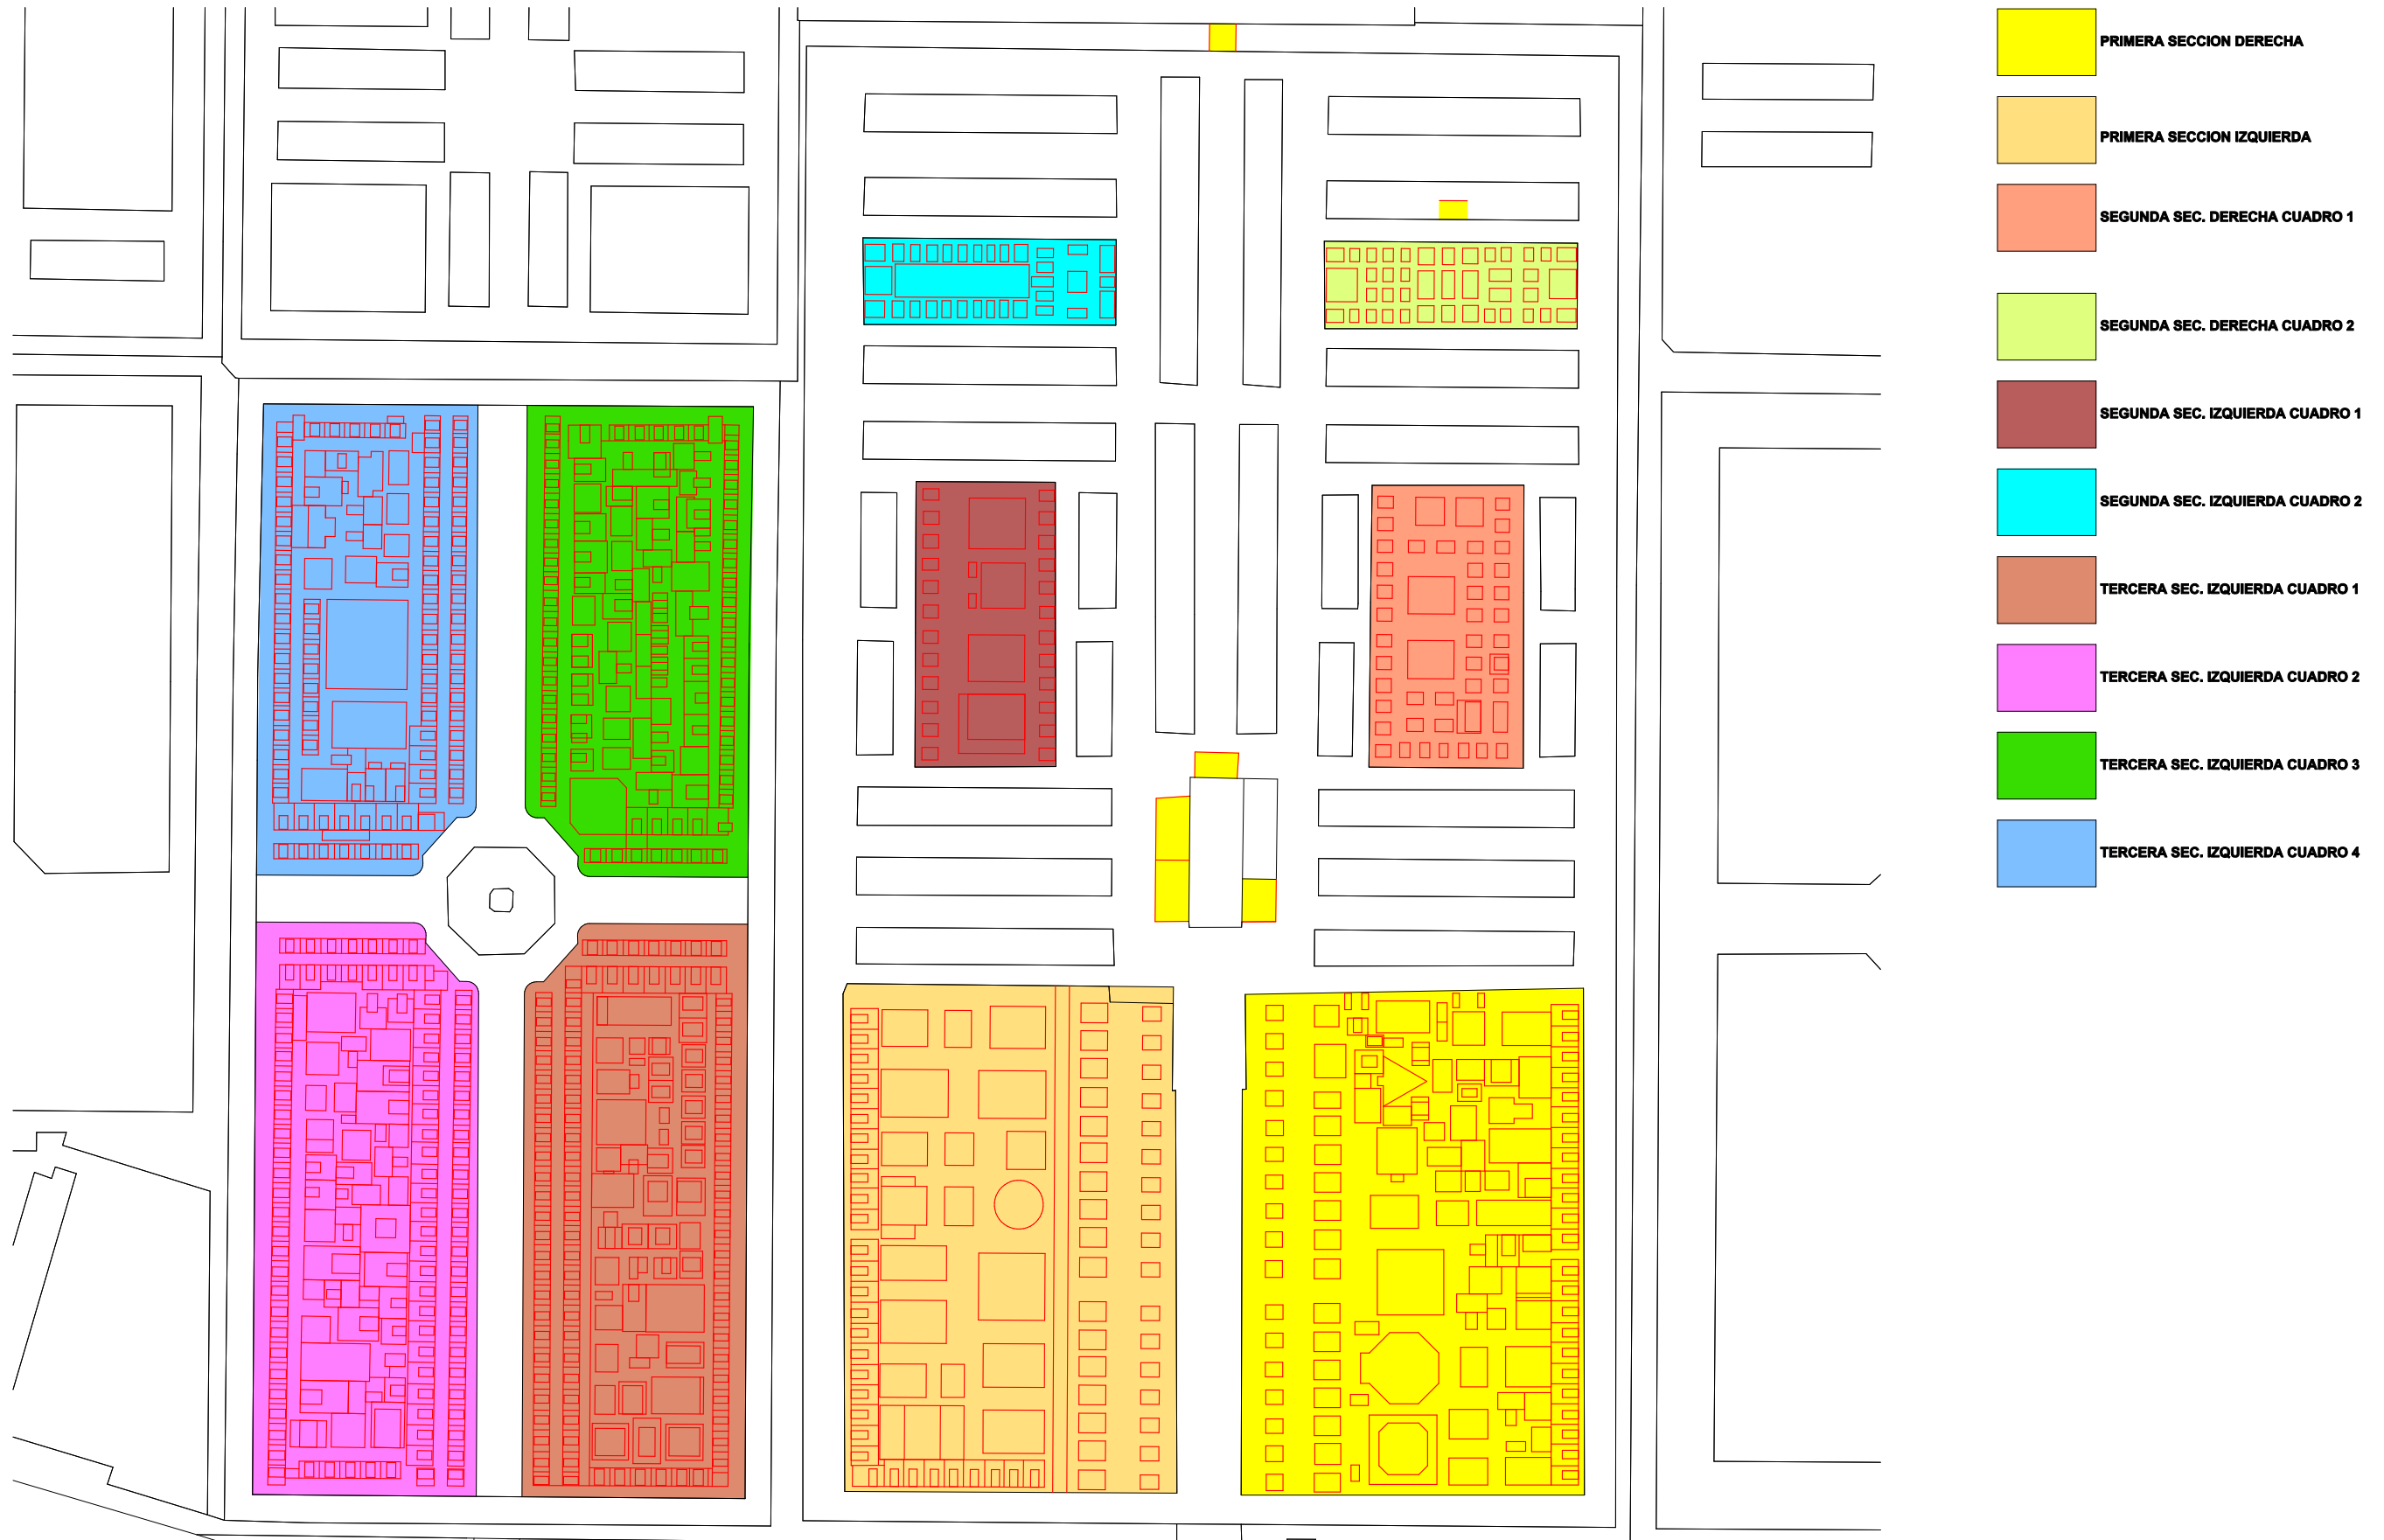 PRIMERA SECCION DERECHA
PRIMERA SECCION IZQUIERDA
SEGUNDA SEC. DERECHA CUADRO 1
SEGUNDA SEC. DERECHA CUADRO 2
SEGUNDA SEC. IZQUIERDA CUADRO 1
SEGUNDA SEC. IZQUIERDA CUADRO 2
TERCERA SEC. IZQUIERDA CUADRO 1
TERCERA SEC. IZQUIERDA CUADRO 2
TERCERA SEC. IZQUIERDA CUADRO 3
TERCERA SEC. IZQUIERDA CUADRO 4